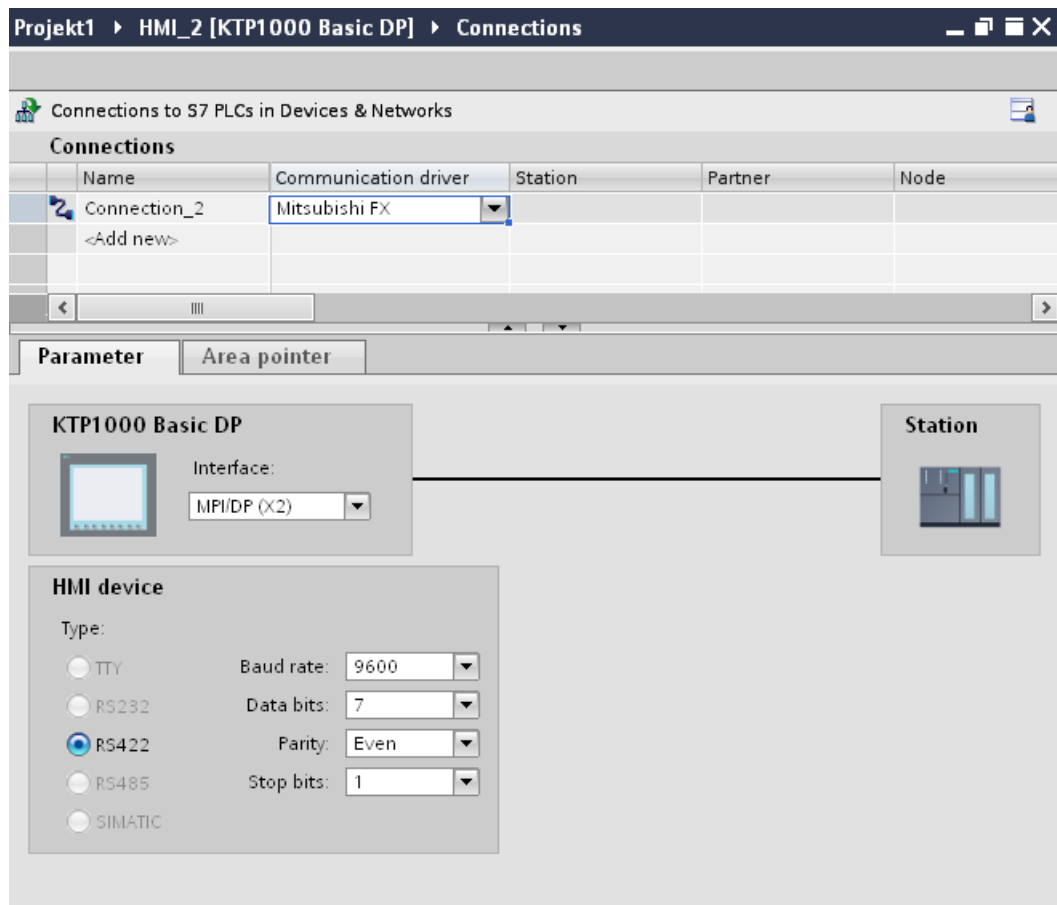 Projekt1 ▸ HMI_2 [KTP1000 Basic DP] ▸ Connections
Connections to S7 PLCs in Devices & Networks
Connections
Name Communication driver Station Partner Node
Connection_2 Mitsubishi FX
<Add new>
Parameter Area pointer
KTP1000 Basic DP Station
Interface:
MPI/DP (X2)
HMI device
Type:
TTY Baud rate: 9600
RS232 Data bits: 7
RS422 Parity: Even
RS485 Stop bits: 1
SIMATIC